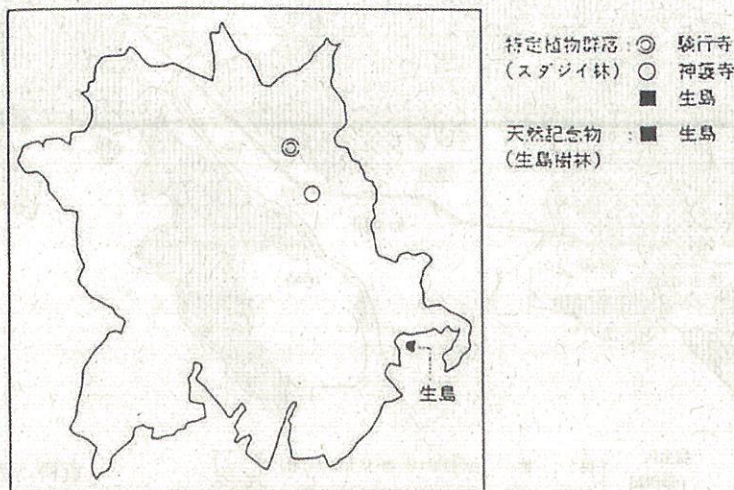 特定植物群落：◎ 験行寺
(スダジイ林) ○ 神護寺
■ 生島
天然記念物：■ 生島
(生島樹林)
生島